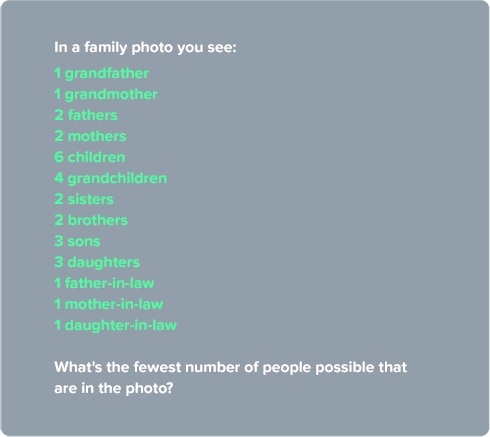 In a family photo you see:
1 grandfather
1 grandmother
2 fathers
2 mothers
6 children
4 grandchildren
2 sisters
2 brothers
3 sons
3 daughters
1 father-in-law
1 mother-in-law
1 daughter-in-law
What's the fewest number of people possible that
are in the photo?